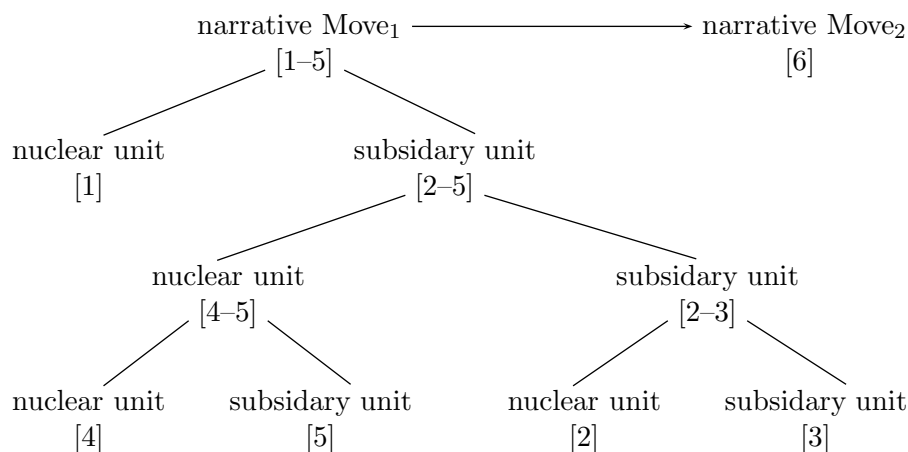 narrative Move₁ narrative Move₂
[1–5] [6]
nuclear unit subsidary unit
[1] [2–5]
nuclear unit subsidary unit
[4–5] [2–3]
nuclear unit subsidary unit nuclear unit subsidary unit
[4] [5] [2] [3]